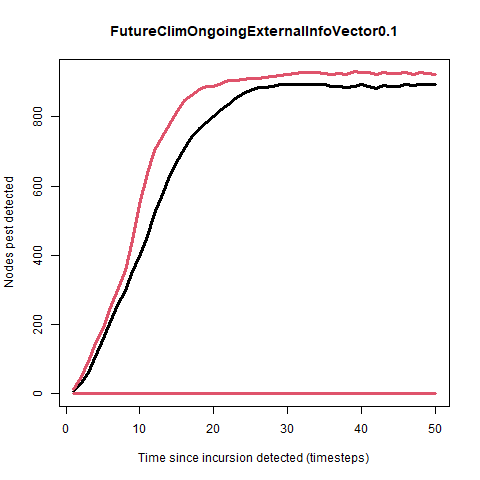 FutureClimOngoingExternalInfoVector0.1
Nodes pest detected
800
600
400
200
0
0 10 20 30 40 50
Time since incursion detected (timesteps)